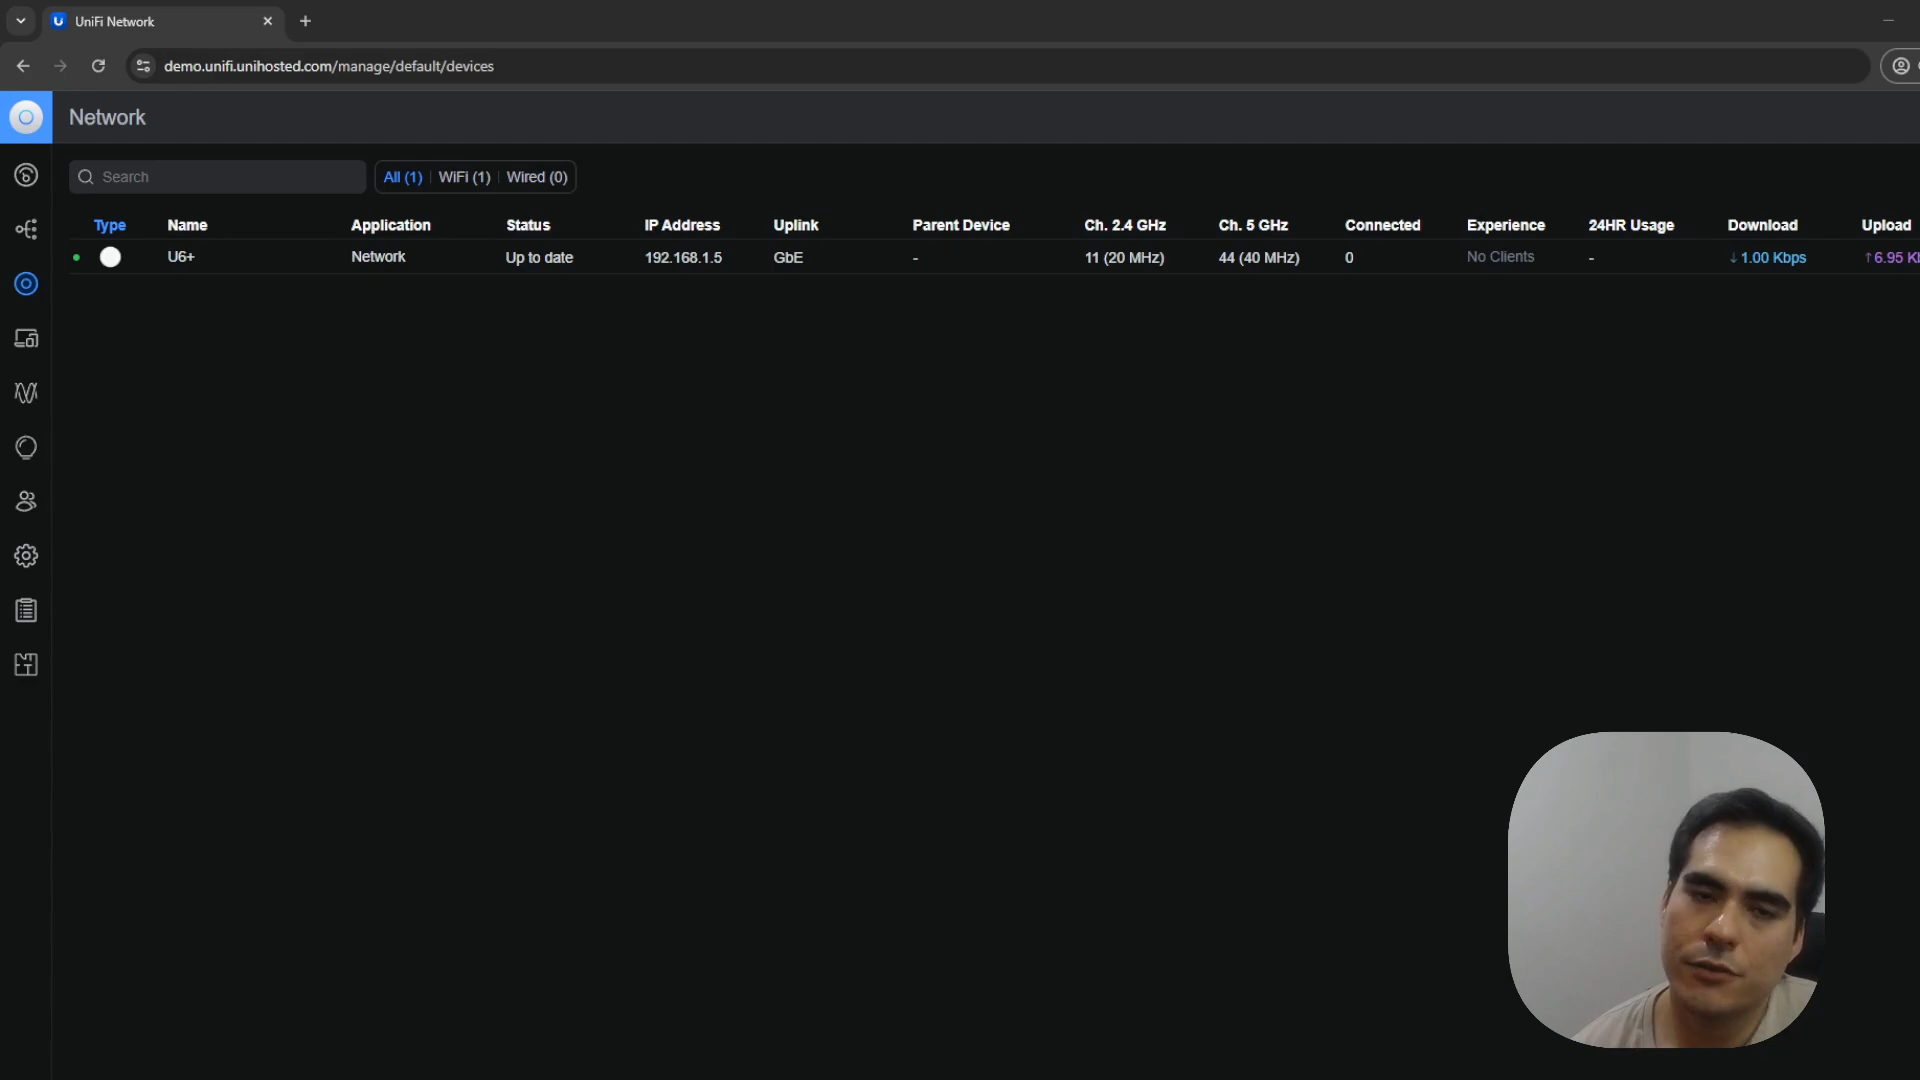 UniFi Network
demo.unifi.unihosted.com/manage/default/devices
Network
Search All (1) WiFi (1) Wired (0)
Type Name Application Status IP Address Uplink Parent Device Ch. 2.4 GHz Ch. 5 GHz Connected Experience 24HR Usage Download Upload
U6+ Network Up to date 192.168.1.5 GbE - 11 (20 MHz) 44 (40 MHz) 0 No Clients - ↓1.00 Kbps ↑6.95